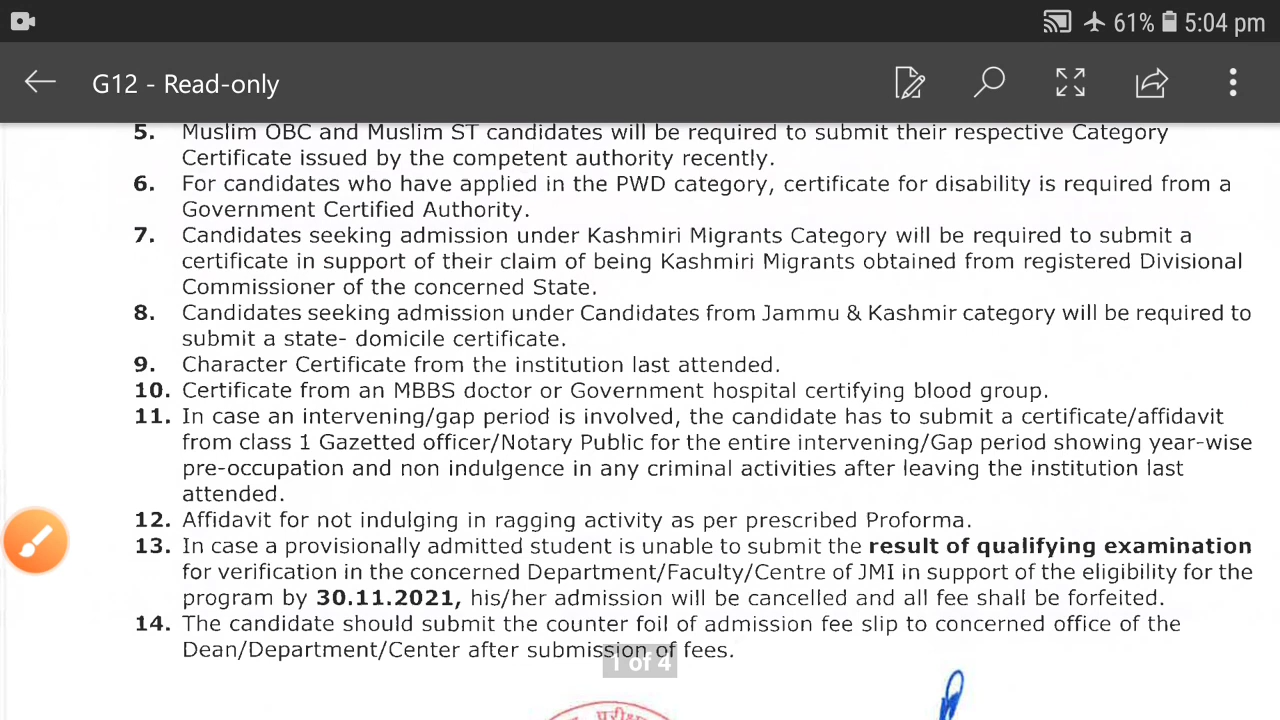 61% 5:04 pm
G12 - Read-only
5. Muslim OBC and Muslim ST candidates will be required to submit their respective Category
Certificate issued by the competent authority recently.
6. For candidates who have applied in the PWD category, certificate for disability is required from a
Government Certified Authority.
7. Candidates seeking admission under Kashmiri Migrants Category will be required to submit a
certificate in support of their claim of being Kashmiri Migrants obtained from registered Divisional
Commissioner of the concerned State.
8. Candidates seeking admission under Candidates from Jammu & Kashmir category will be required to
submit a state- domicile certificate.
9. Character Certificate from the institution last attended.
10. Certificate from an MBBS doctor or Government hospital certifying blood group.
11. In case an intervening/gap period is involved, the candidate has to submit a certificate/affidavit
from class 1 Gazetted officer/Notary Public for the entire intervening/Gap period showing year-wise
pre-occupation and non indulgence in any criminal activities after leaving the institution last
attended.
12. Affidavit for not indulging in ragging activity as per prescribed Proforma.
13. In case a provisionally admitted student is unable to submit the result of qualifying examination
for verification in the concerned Department/Faculty/Centre of JMI in support of the eligibility for the
program by 30.11.2021, his/her admission will be cancelled and all fee shall be forfeited.
14. The candidate should submit the counter foil of admission fee slip to concerned office of the
Dean/Department/Center after submission of fees.
1 of 4